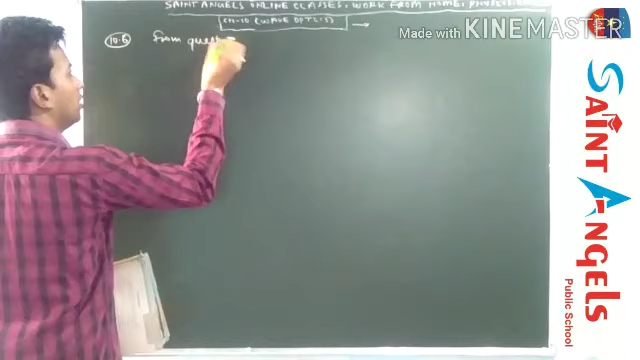 SAINT ANGELS ONLINE CLASSES, WORK FROM HOME,
CH-10 (WAVE OPTICS)
Made with KINEMASTER
10.6 From quest
SAINT ANGELS
Public School